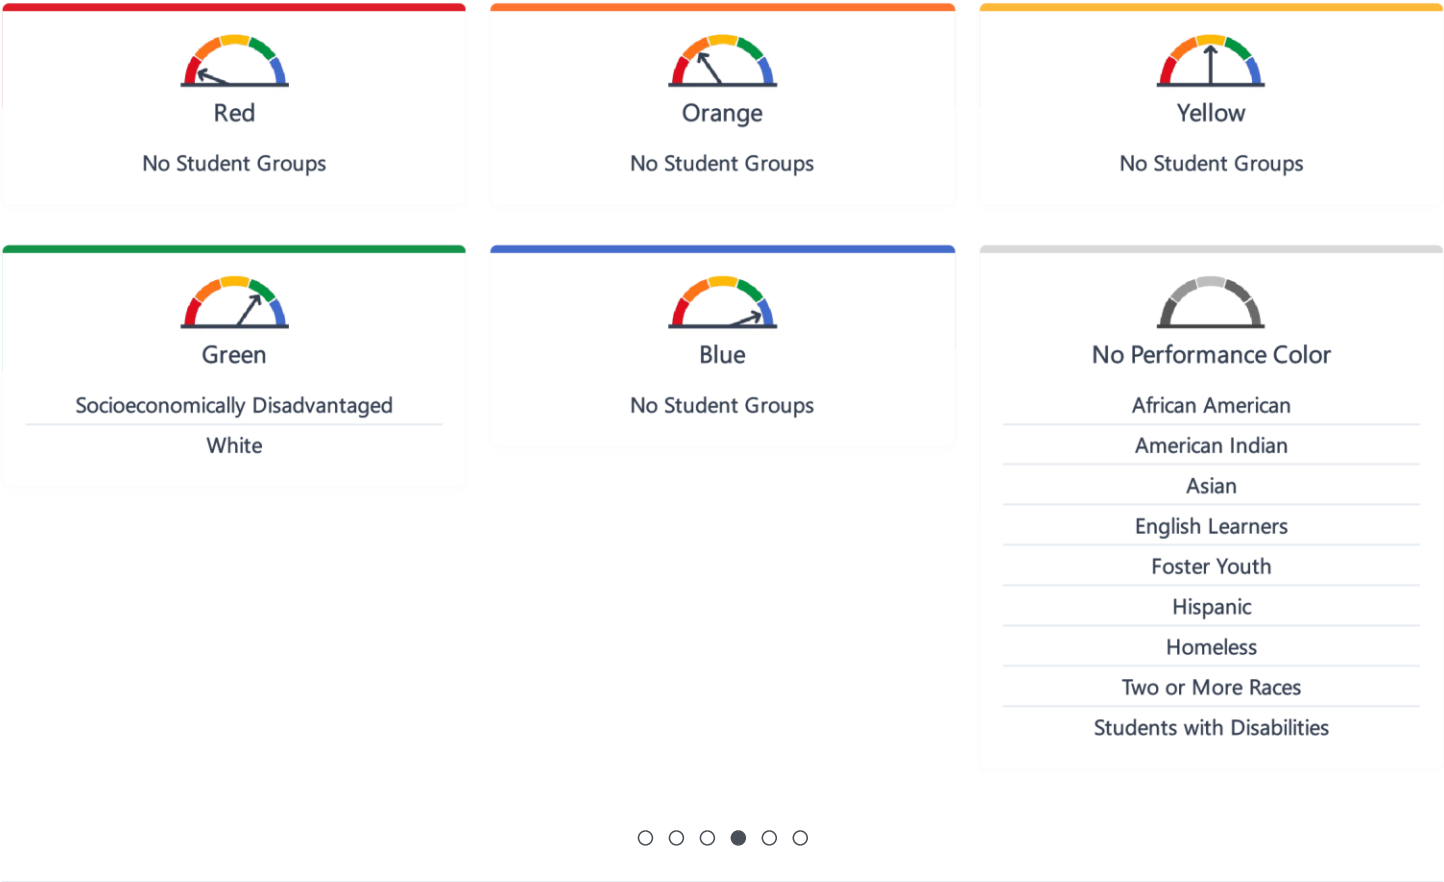 Red
No Student Groups
Orange
No Student Groups
Yellow
No Student Groups
Green
Socioeconomically Disadvantaged
White
Blue
No Student Groups
No Performance Color
African American
American Indian
Asian
English Learners
Foster Youth
Hispanic
Homeless
Two or More Races
Students with Disabilities